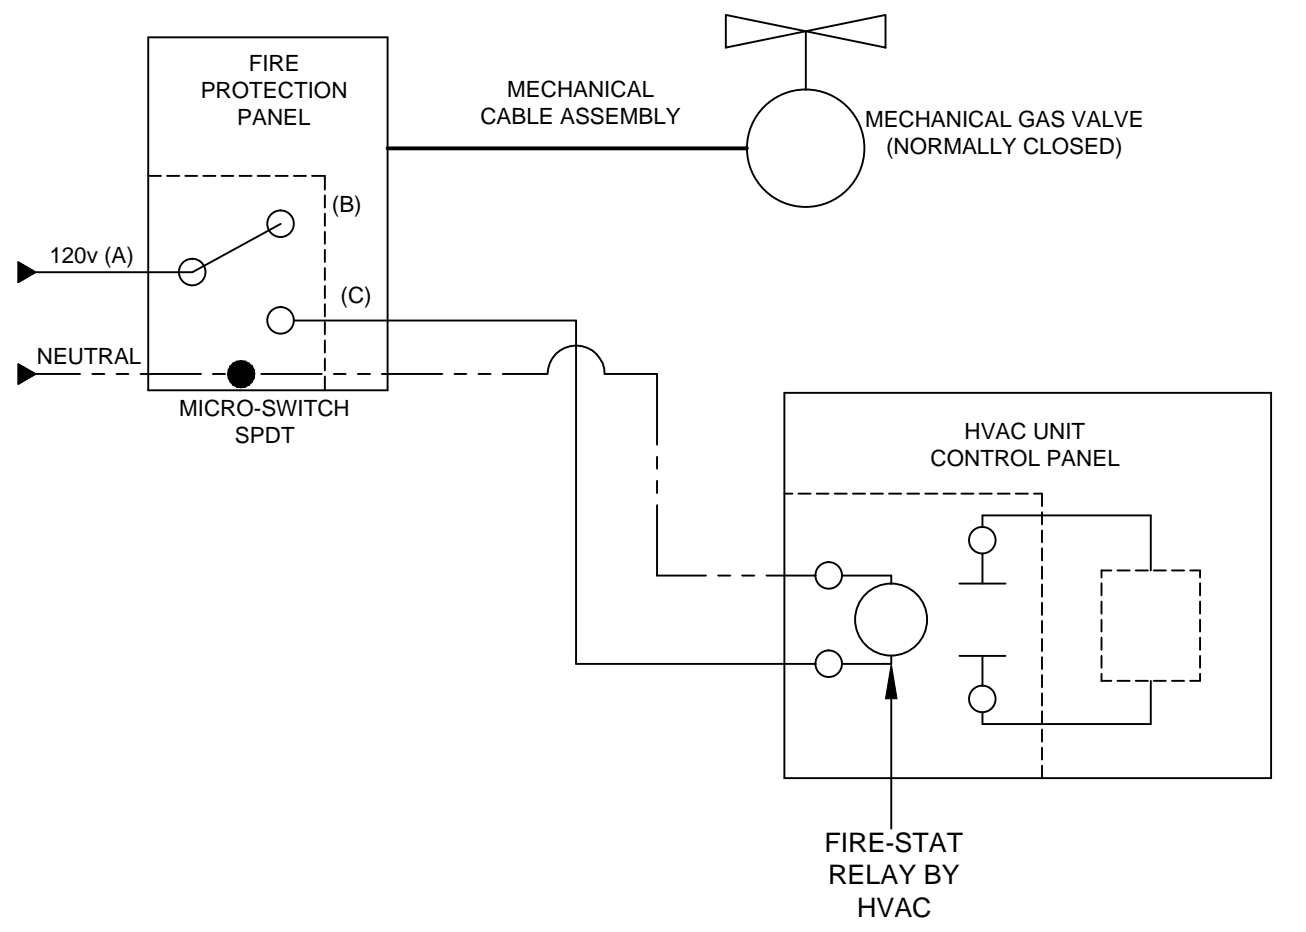 FIRE
PROTECTION
PANEL
MECHANICAL
CABLE ASSEMBLY
MECHANICAL GAS VALVE
(NORMALLY CLOSED)
(B)
120v (A)
(C)
NEUTRAL
MICRO-SWITCH
SPDT
HVAC UNIT
CONTROL PANEL
FIRE-STAT
RELAY BY
HVAC